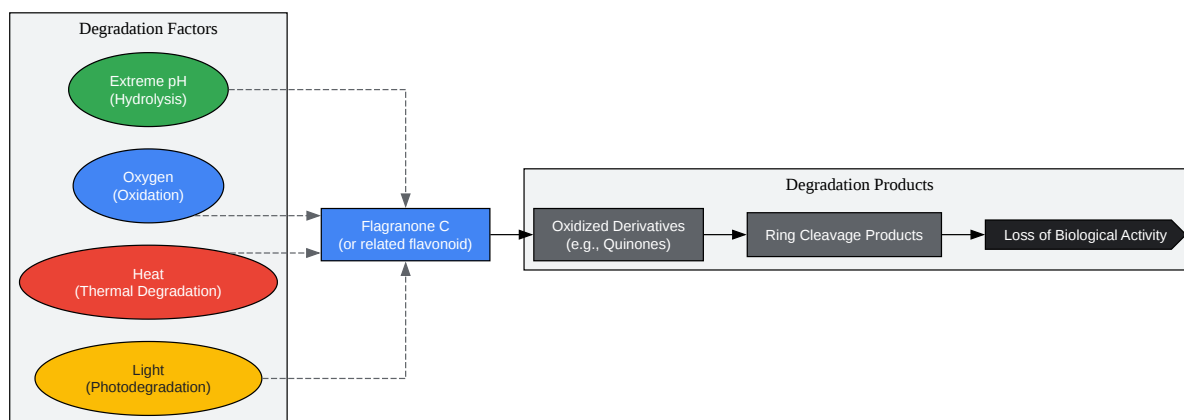 Degradation Factors
Extreme pH
(Hydrolysis)
Oxygen
(Oxidation)
Heat
(Thermal Degradation)
Light
(Photodegradation)
Flagranone C
(or related flavonoid)
Degradation Products
Oxidized Derivatives
(e.g., Quinones)
Ring Cleavage Products
Loss of Biological Activity